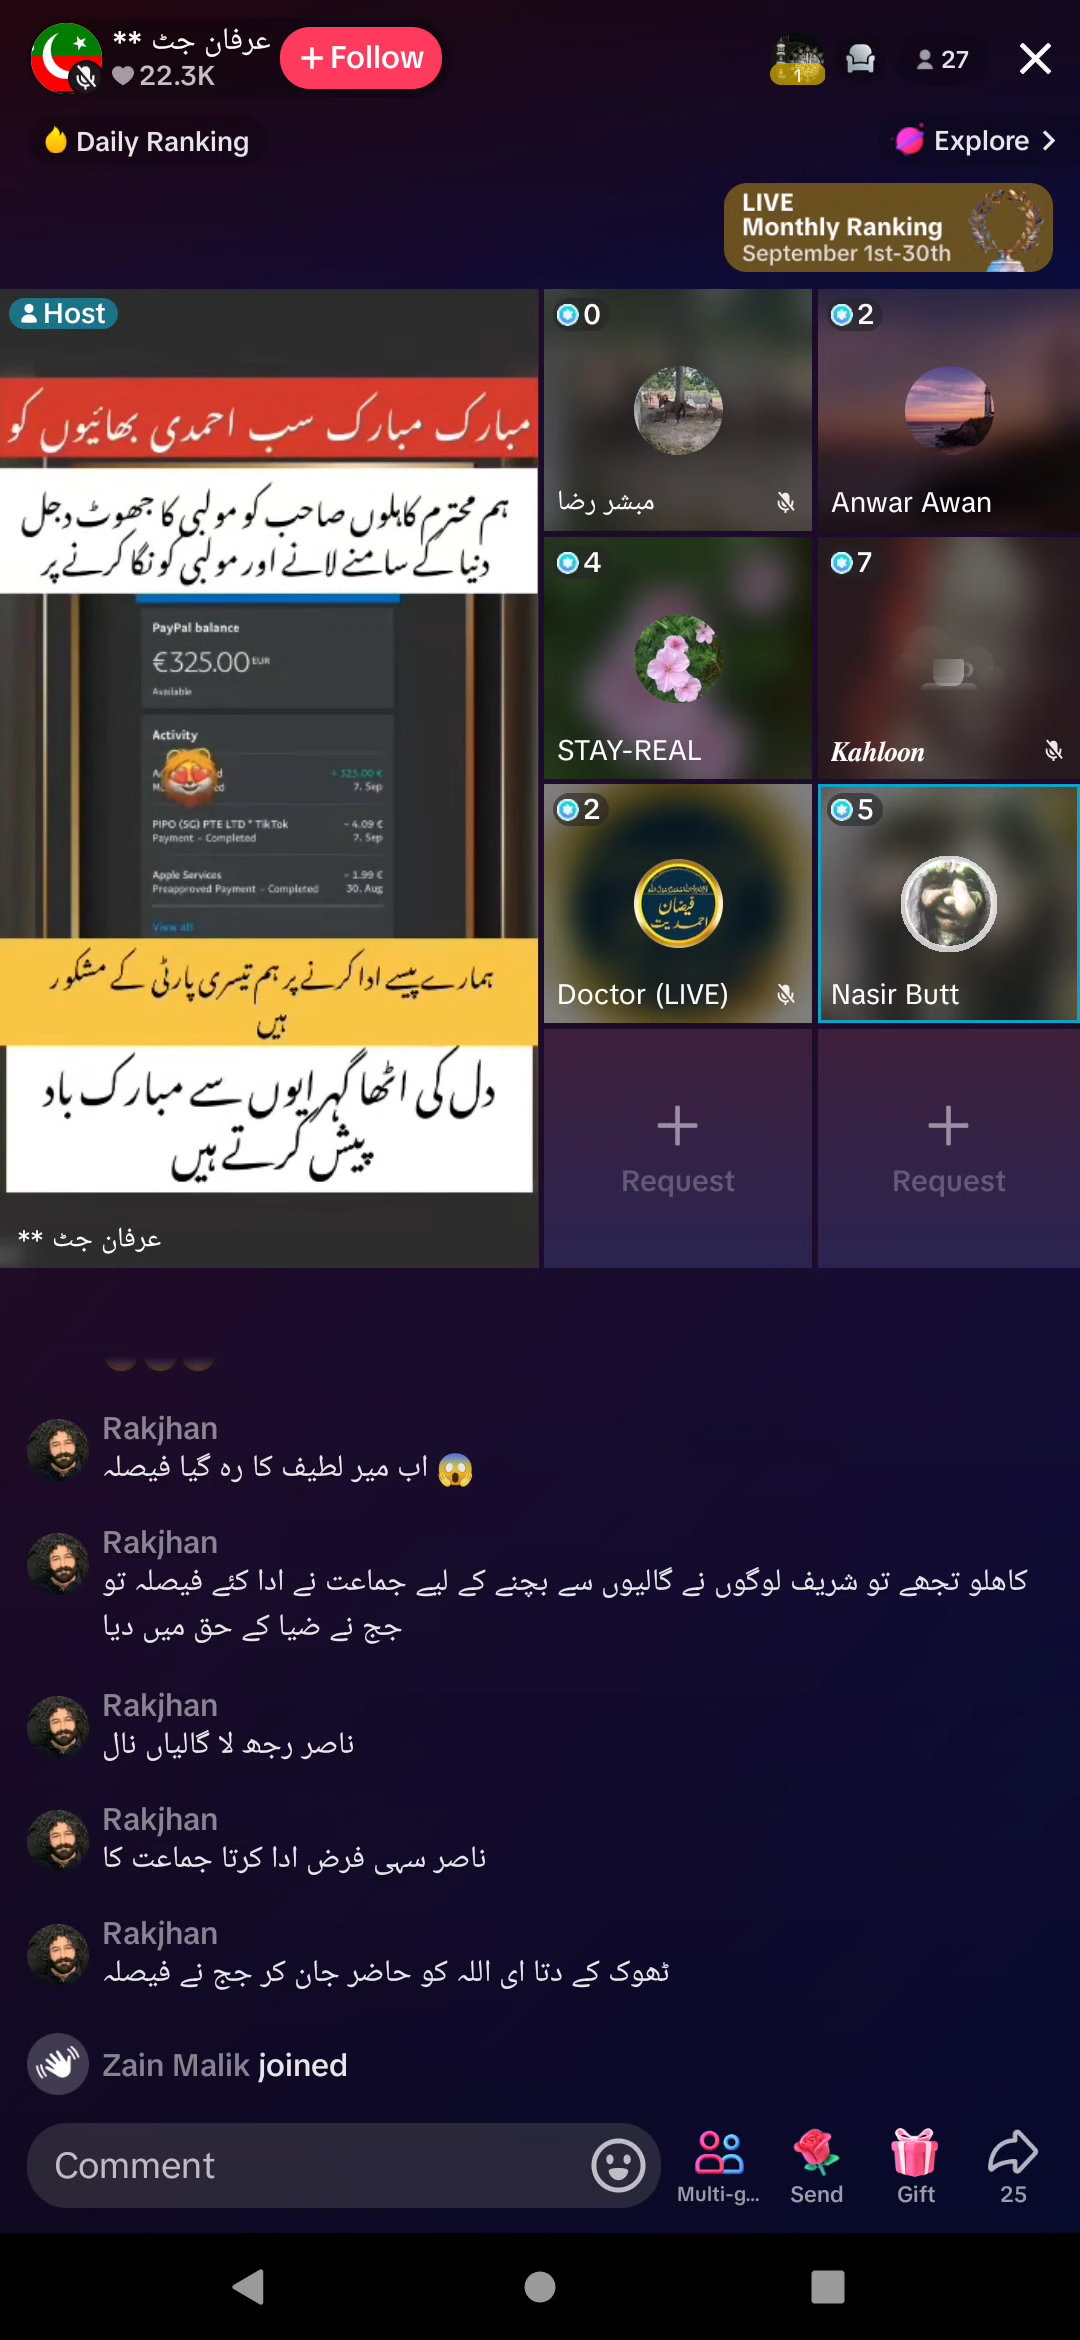 عرفان جٹ **
22.3K
+ Follow
1
27
Daily Ranking
Explore
LIVE
Monthly Ranking
September 1st-30th
Host
مبارک مبارک سب احمدی بھائیوں کو
ہم محترم کاہلوں صاحب کو مولبی کا جھوٹ دجل
دنیا کے سامنے لانے اور مولبی کو ننگا کرنے پر
PayPal balance
€325.00 EUR
Available
Activity
+ 325.00 €
7. Sep
PIPO (SG) PTE LTD * TikTok
- 4.09 €
Payment - Completed
7. Sep
Apple Services
- 1.99 €
Preapproved Payment - Completed
30. Aug
View all
ہمارے پیسے ادا کرنے پر ہم تیسری پارٹی کے مشکور
ہیں
دل کی اتھا گہرایوں سے مبارک باد
پیش کرتے ہیں
عرفان جٹ **
0
مبشر رضا
2
Anwar Awan
4
STAY-REAL
7
Kahloon
2
فیضان
احمدیت
Doctor (LIVE)
5
Nasir Butt
Request
Request
Rakjhan
اب میر لطیف کا رہ گیا فیصلہ 😱
Rakjhan
کاھلو تجھے تو شریف لوگوں نے گالیوں سے بچنے کے لیے جماعت نے ادا کئے فیصلہ تو
جج نے ضیا کے حق میں دیا
Rakjhan
ناصر رجھ لا گالیاں نال
Rakjhan
ناصر سہی فرض ادا کرتا جماعت کا
Rakjhan
ٹھوک کے دتا ای اللہ کو حاضر جان کر جج نے فیصلہ
Zain Malik joined
Comment
Multi-g...
Send
Gift
25